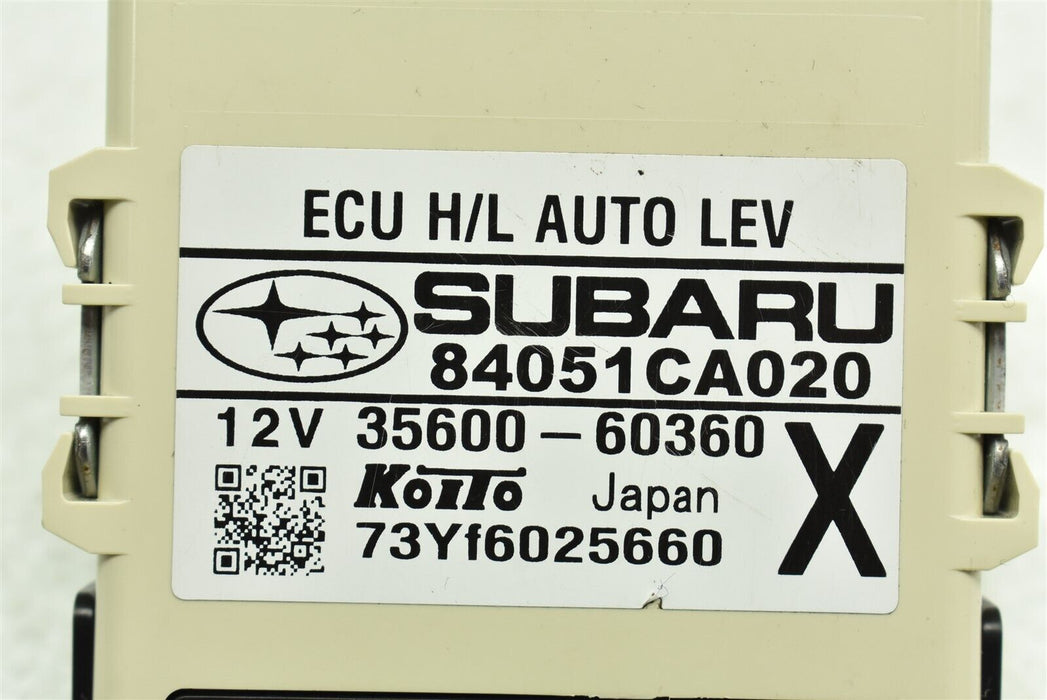 ECU H/L AUTO LEV
SUBARU
84051CA020
12V 35600-60360
X
KOITO Japan
73Yf6025660